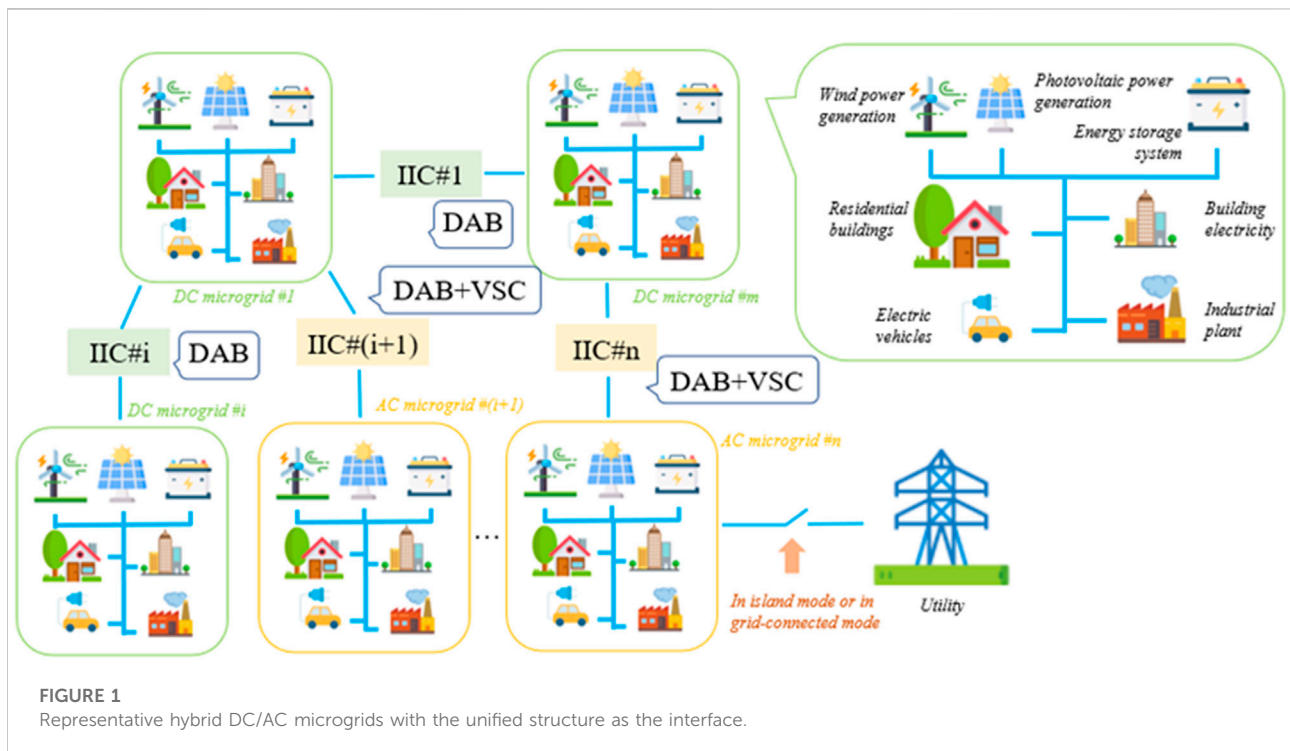 Wind power
generation
Photovoltaic power
generation
Energy storage
system
IIC#1
DAB
Residential
buildings
Building
electricity
DC microgrid #1
DAB+VSC
DC microgrid #m
Electric
vehicles
Industrial
plant
IIC#i
DAB
IIC#(i+1)
IIC#n
DAB+VSC
DC microgrid #i
AC microgrid #(i+1)
AC microgrid #n
...
In island mode or in
grid-connected mode
Utility
FIGURE 1
Representative hybrid DC/AC microgrids with the unified structure as the interface.